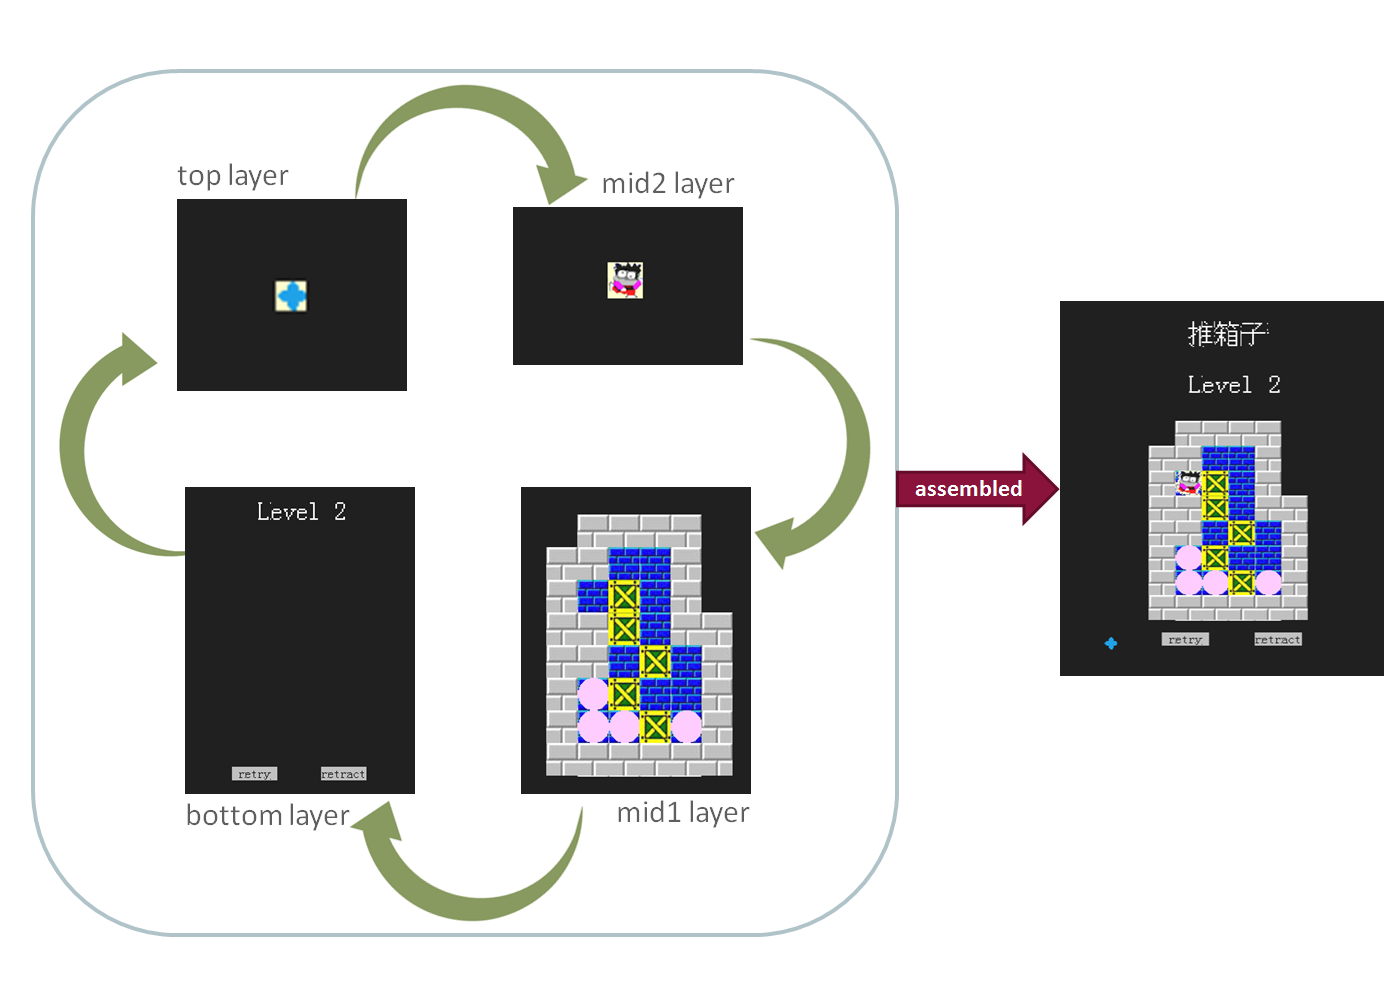 top layer
mid2 layer
Level 2
retry
retract
bottom layer
mid1 layer
assembled
推箱子
Level 2
retry
retract